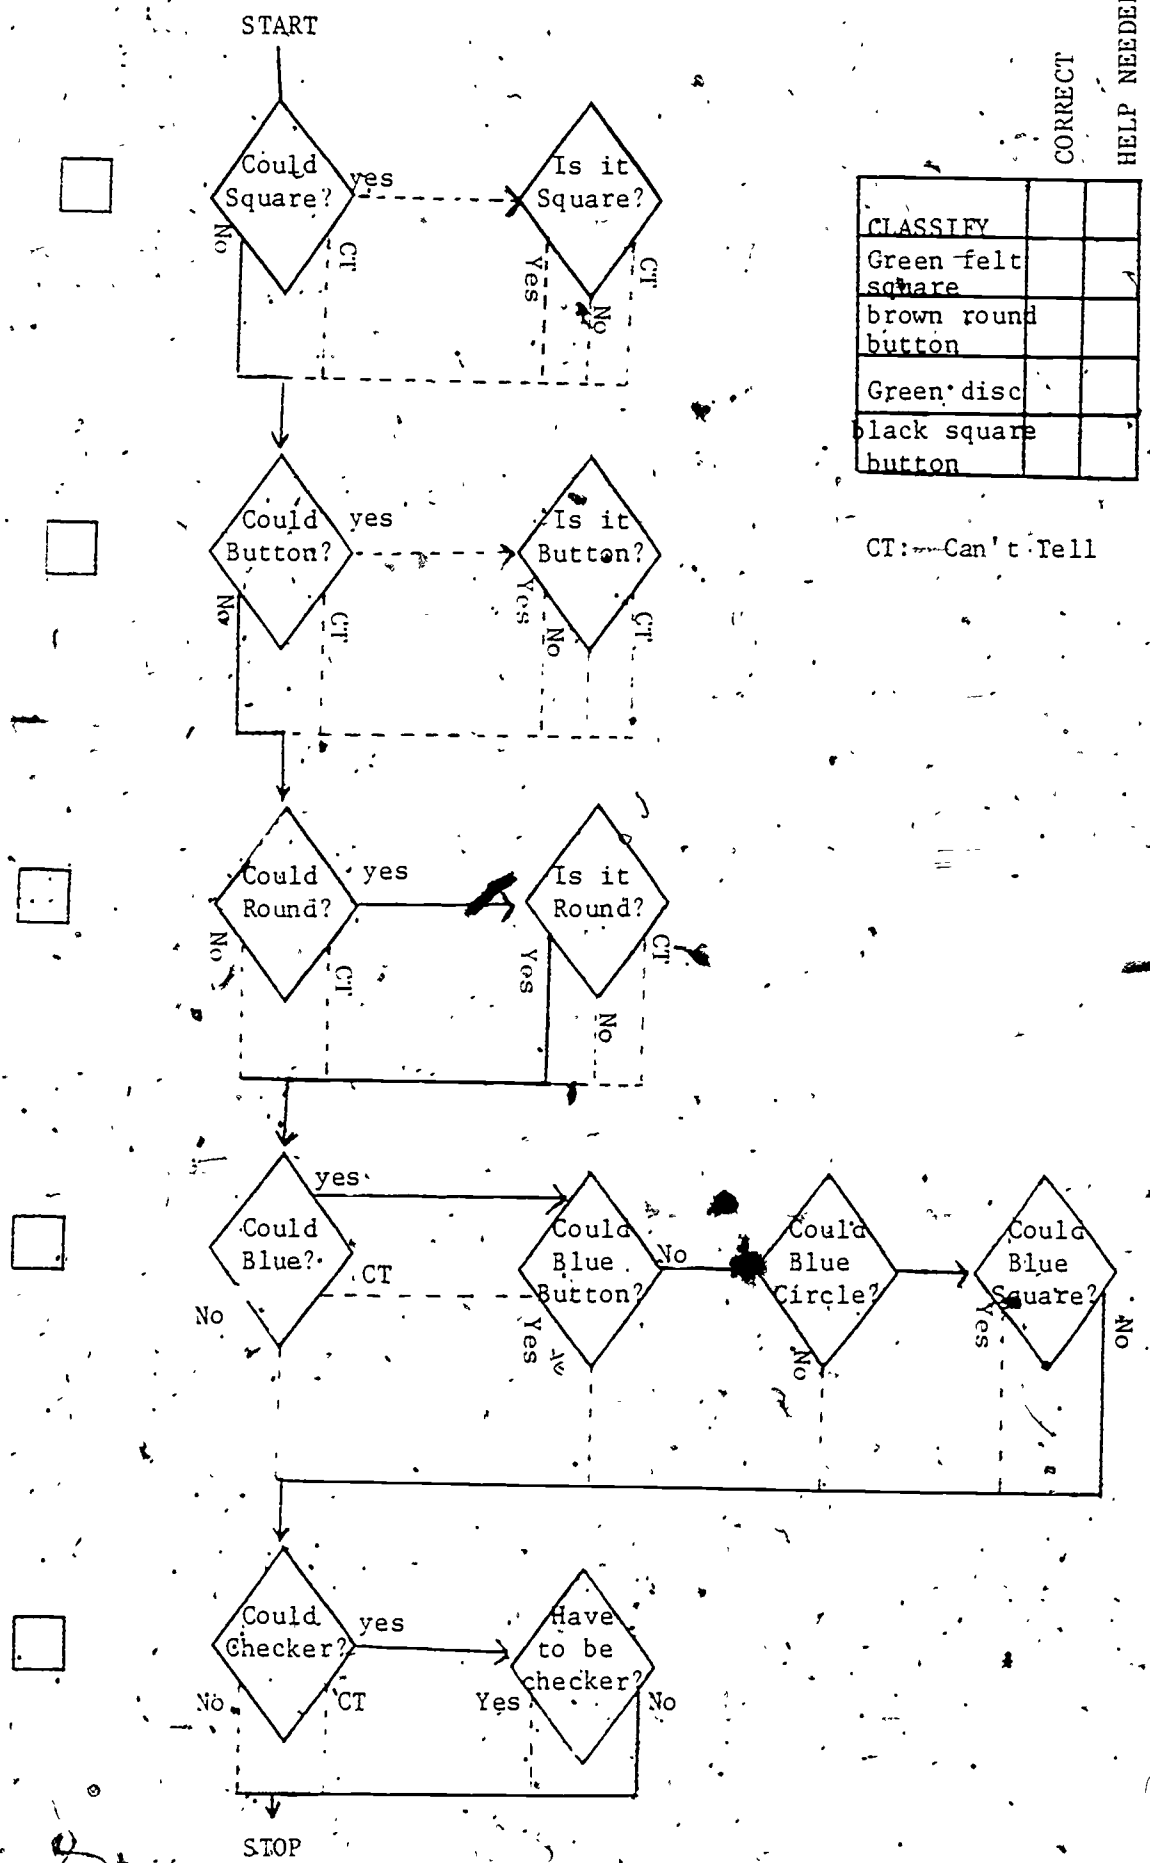 START
Could
Square?
yes
No
CT
Is it
Square?
Yes
No
CT
CORRECT
CLASSIFY
Green felt
square
brown round
button
Green disc
black square
button
CT: Can't Tell
Could
Button?
yes
No
CT
Is it
Button?
Yes
No
CT
Could
Round?
yes
No
CT
Is it
Round?
Yes
No
CT
Could
Blue?
yes
CT
No
Could
Blue
Button?
No
Yes
Could
Blue
Circle?
No
Could
Blue
Square?
Yes
No
Could
Checker?
yes
No
CT
Have
to be
checker?
Yes
No
STOP
HELP NEEDE